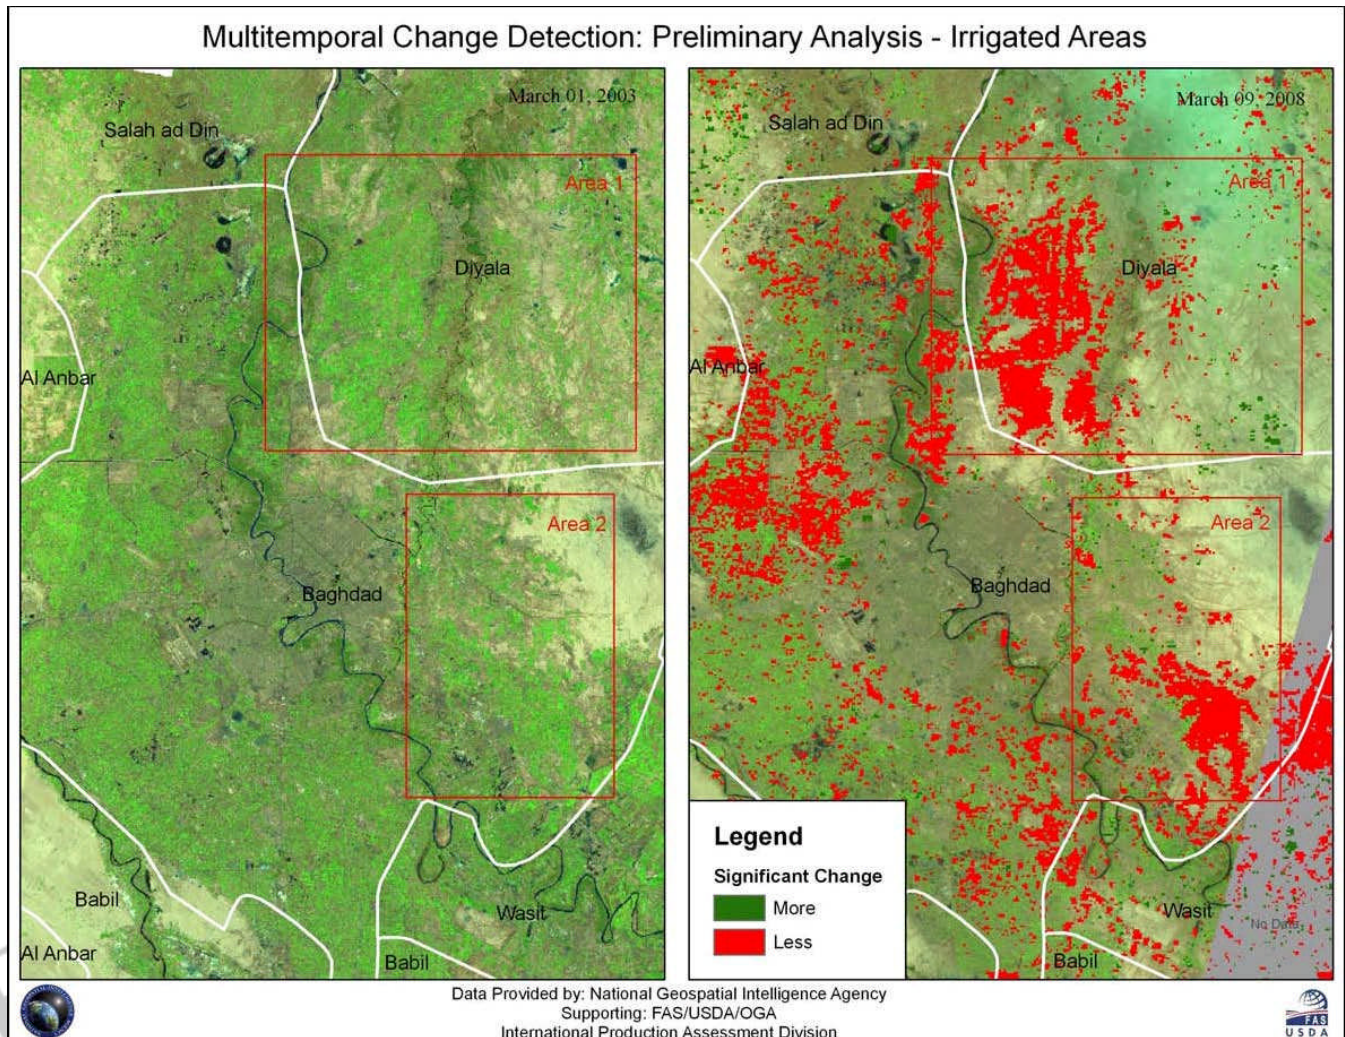 Multitemporal Change Detection: Preliminary Analysis - Irrigated Areas
March 01, 2003
Salah ad Din
Area 1
Diyala
Al Anbar
Area 2
Baghdad
Babil
Wasit
Al Anbar
Babil
March 09, 2008
Salah ad Din
Area 1
Diyala
Al Anbar
Area 2
Baghdad
Legend
Significant Change
More
Less
Wasit
No Data
Babil
Data Provided by: National Geospatial Intelligence Agency
Supporting: FAS/USDA/OGA
International Production Assessment Division
FAS
USDA